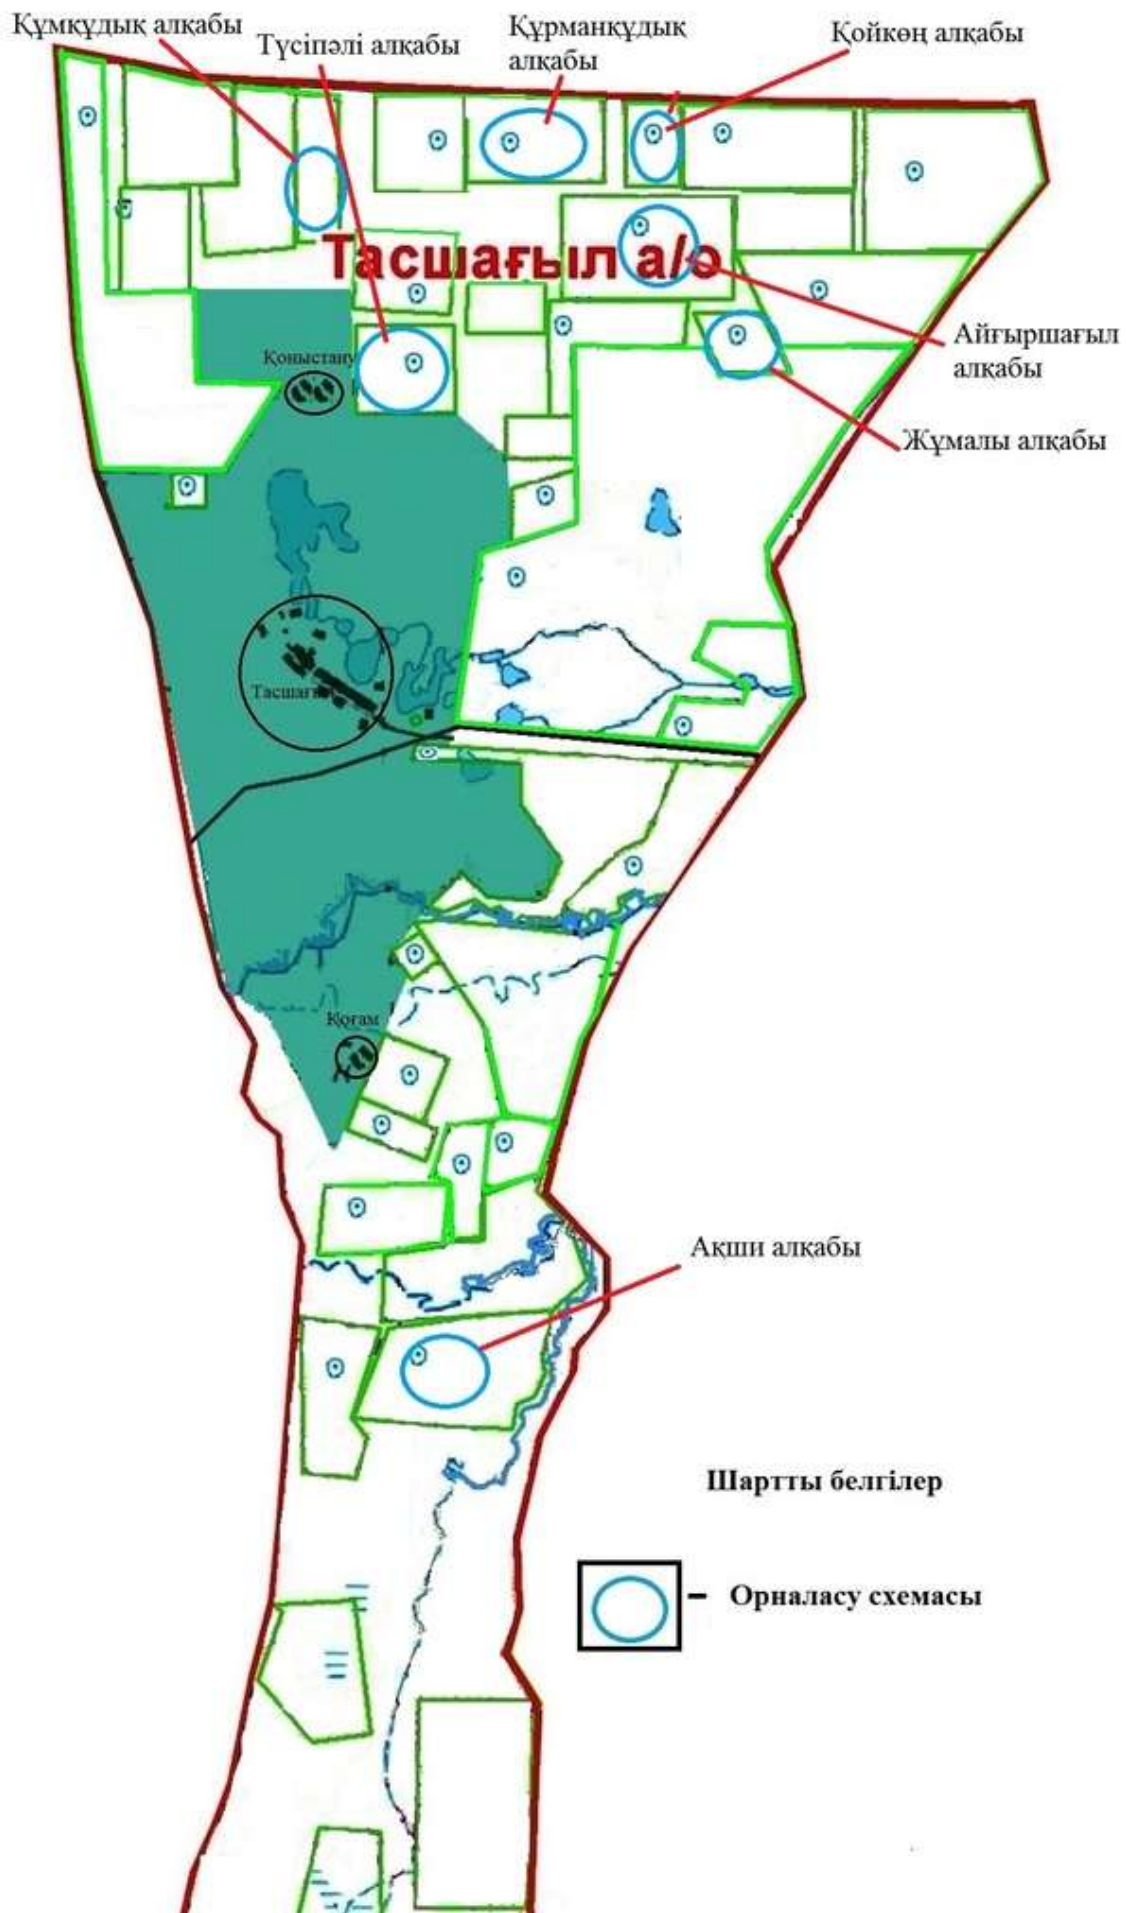 Құмқұдық алқабы
Түсіпәлі алқабы
Құрманқұдық
алқабы
Қойкөң алқабы
Тасшағыл а/о
Айғыршағыл
алқабы
Жұмалы алқабы
Қоныстану
Қоғам
Ақши алқабы
Шартты белгілер
- Орналасу схемасы